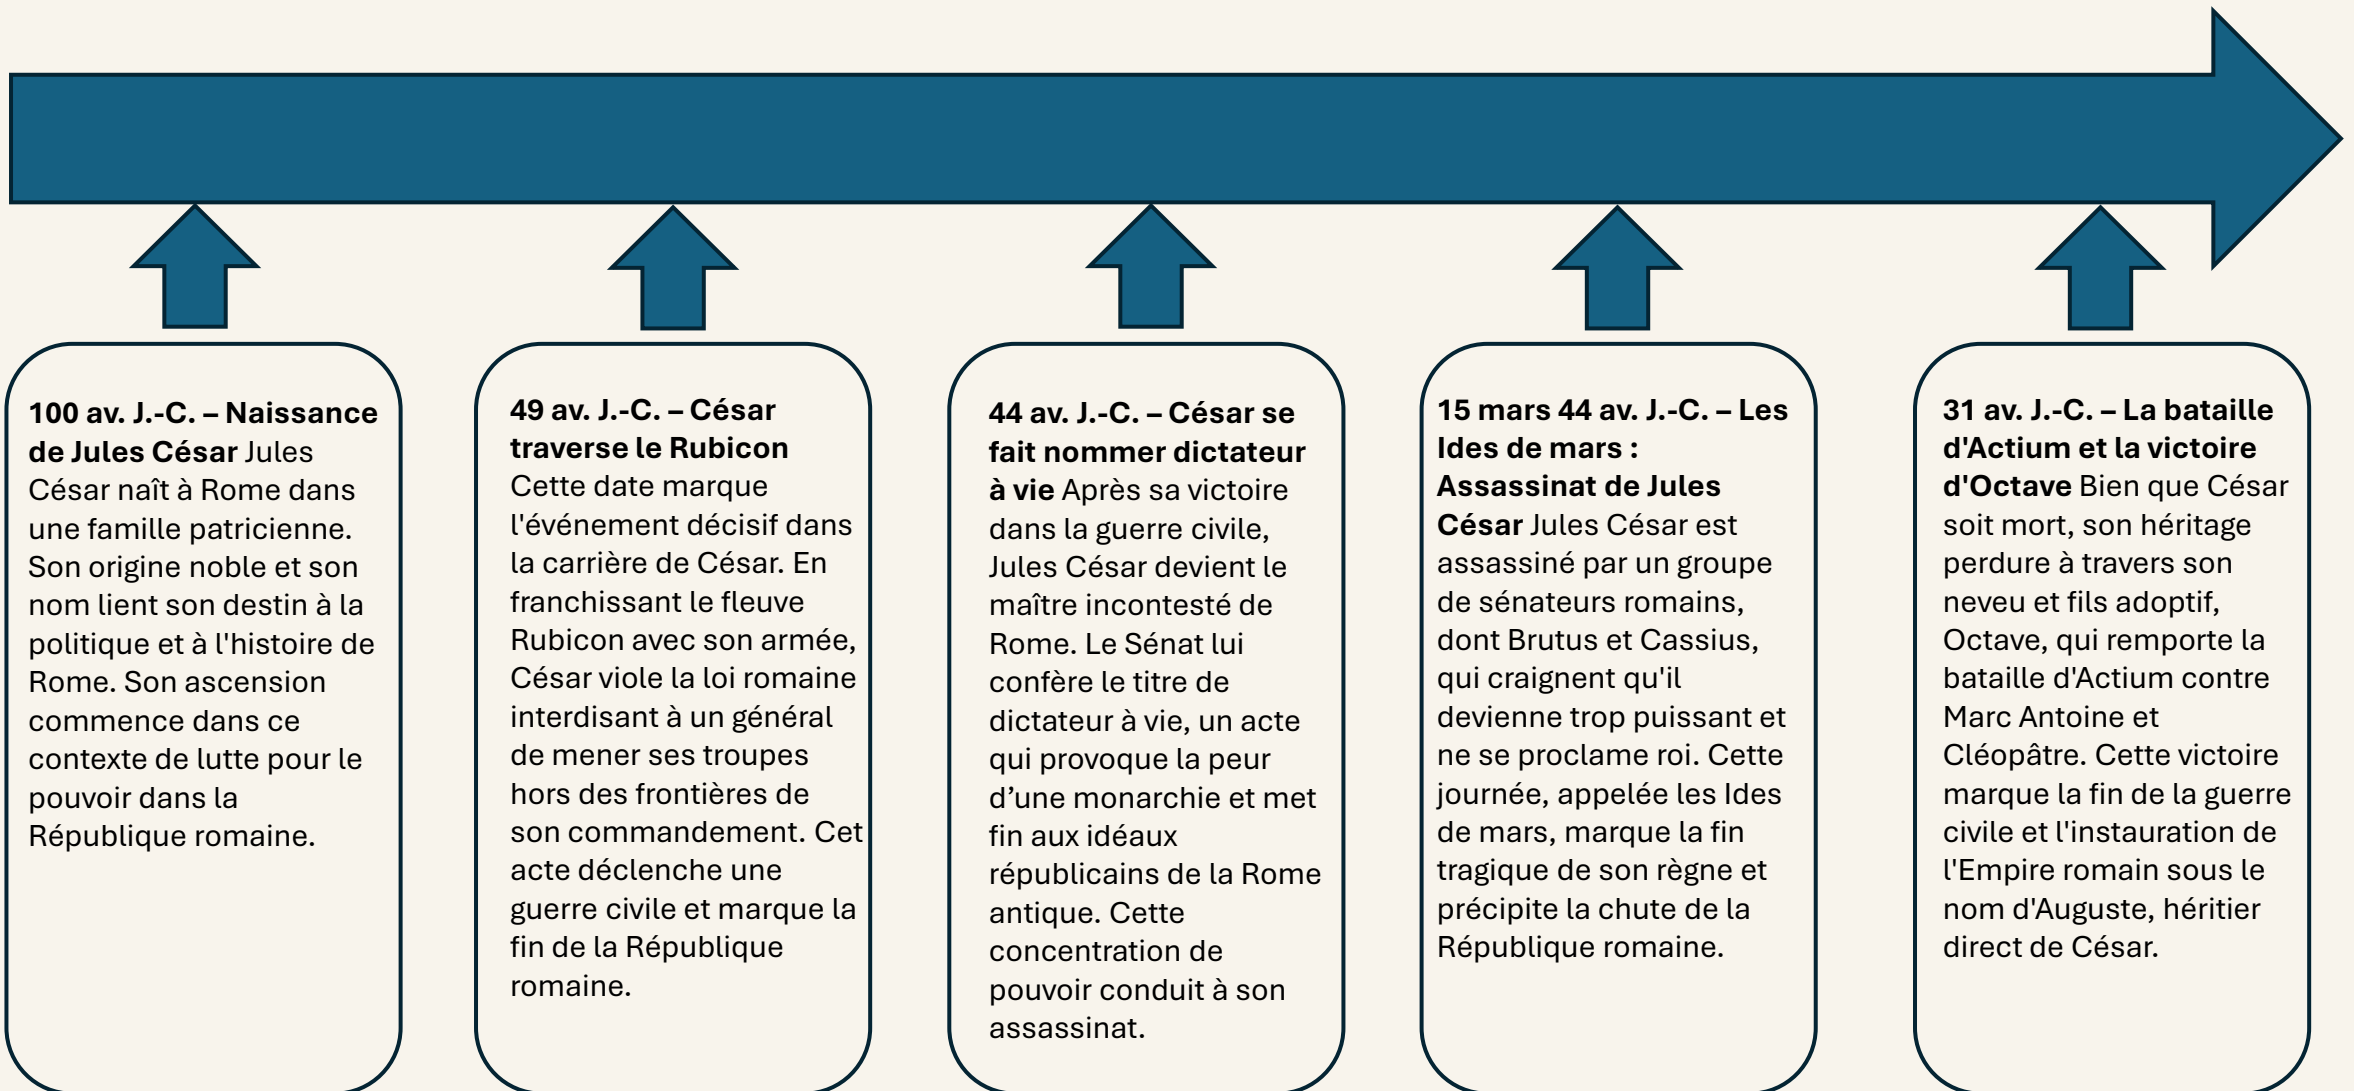 100 av. J.-C. – Naissance
de Jules César Jules
César naît à Rome dans
une famille patricienne.
Son origine noble et son
nom lient son destin à la
politique et à l'histoire de
Rome. Son ascension
commence dans ce
contexte de lutte pour le
pouvoir dans la
République romaine.
49 av. J.-C. – César
traverse le Rubicon
Cette date marque
l'événement décisif dans
la carrière de César. En
franchissant le fleuve
Rubicon avec son armée,
César viole la loi romaine
interdisant à un général
de mener ses troupes
hors des frontières de
son commandement. Cet
acte déclenche une
guerre civile et marque la
fin de la République
romaine.
44 av. J.-C. – César se
fait nommer dictateur
à vie Après sa victoire
dans la guerre civile,
Jules César devient le
maître incontesté de
Rome. Le Sénat lui
confère le titre de
dictateur à vie, un acte
qui provoque la peur
d’une monarchie et met
fin aux idéaux
républicains de la Rome
antique. Cette
concentration de
pouvoir conduit à son
assassinat.
15 mars 44 av. J.-C. – Les
Ides de mars :
Assassinat de Jules
César Jules César est
assassiné par un groupe
de sénateurs romains,
dont Brutus et Cassius,
qui craignent qu'il
devienne trop puissant et
ne se proclame roi. Cette
journée, appelée les Ides
de mars, marque la fin
tragique de son règne et
précipite la chute de la
République romaine.
31 av. J.-C. – La bataille
d'Actium et la victoire
d'Octave Bien que César
soit mort, son héritage
perdure à travers son
neveu et fils adoptif,
Octave, qui remporte la
bataille d'Actium contre
Marc Antoine et
Cléopâtre. Cette victoire
marque la fin de la guerre
civile et l'instauration de
l'Empire romain sous le
nom d'Auguste, héritier
direct de César.